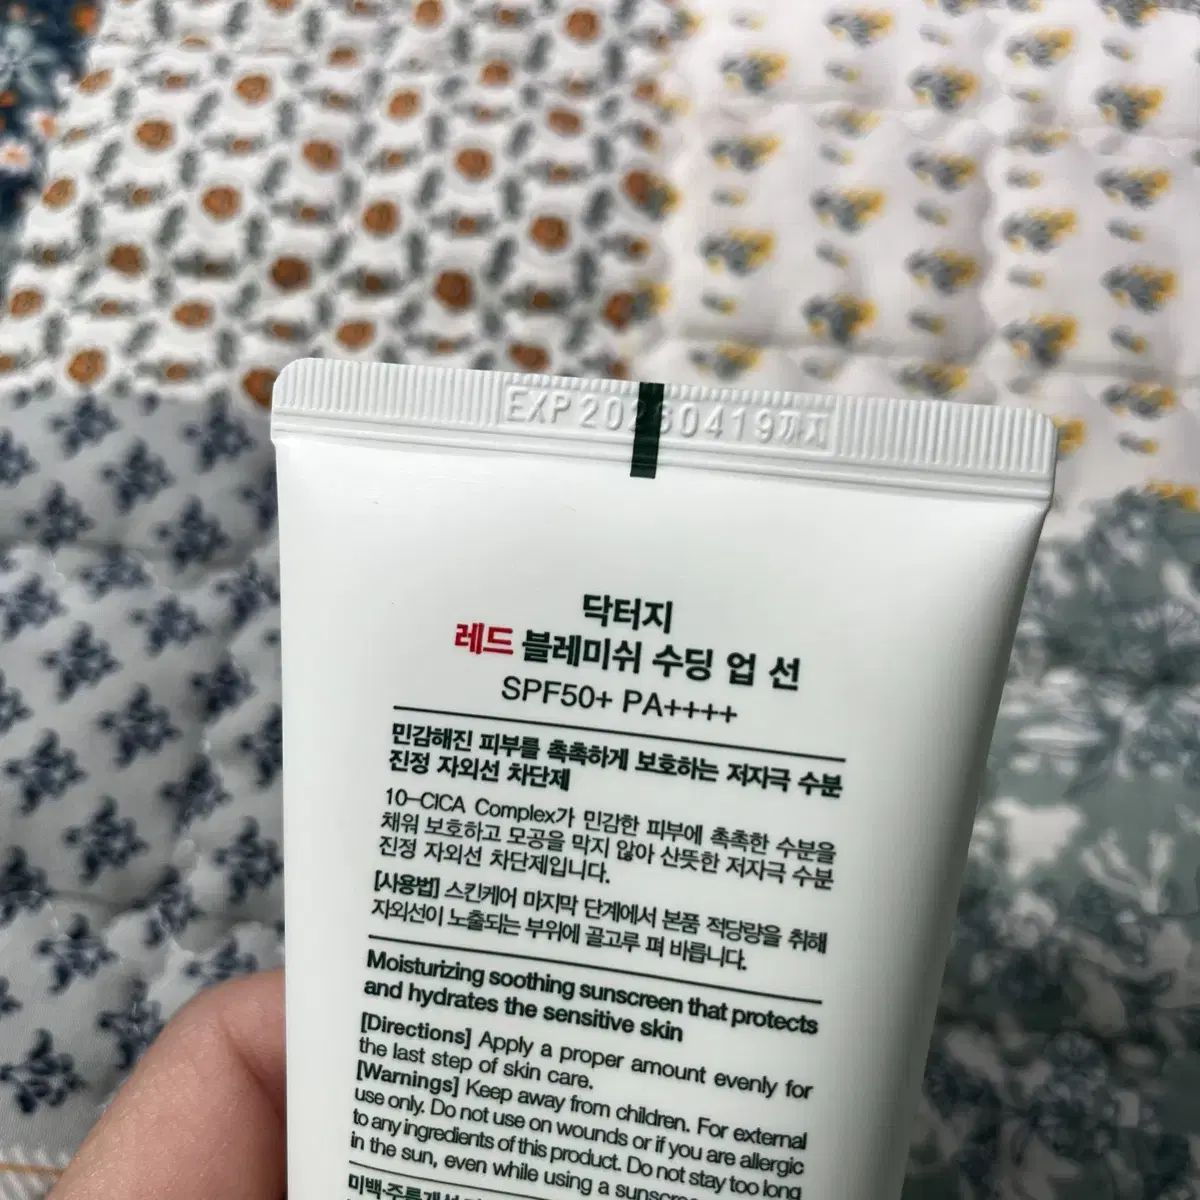 EXP 20260419까지
닥터지
레드 블레미쉬 수딩 업 선
SPF50+ PA++++
민감해진 피부를 촉촉하게 보호하는 저자극 수분
진정 자외선 차단제
10-CICA Complex가 민감한 피부에 촉촉한 수분을
채워 보호하고 모공을 막지 않아 산뜻한 저자극 수분
진정 자외선 차단제입니다.
[사용법] 스킨케어 마지막 단계에서 본품 적당량을 취해
자외선이 노출되는 부위에 골고루 펴 바릅니다.
Moisturizing soothing sunscreen that protects
and hydrates the sensitive skin
[Directions] Apply a proper amount evenly for
the last step of skin care.
[Warnings] Keep away from children. For external
use only. Do not use on wounds or if you are allergic
to any ingredients of this product. Do not stay too long
in the sun, even while using a
미백·주름개선